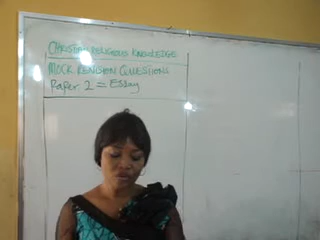 CHRISTIAN RELIGIOUS KNOWLEDGE
MOCK REVISION QUESTIONS
PAPER 2 = ESSAY